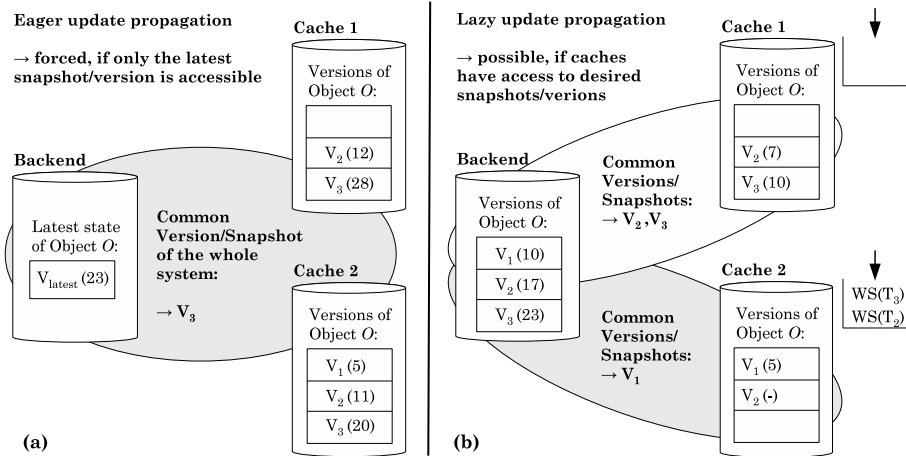 Eager update propagation
→ forced, if only the latest
snapshot/version is accessible
Cache 1
Versions of
Object O:
V2 (12)
V3 (28)
Backend
Latest state
of Object O:
Vlatest (23)
Common
Version/Snapshot
of the whole
system:
→ V3
Cache 2
Versions of
Object O:
V1 (5)
V2 (11)
V3 (20)
(a)
Lazy update propagation
→ possible, if caches
have access to desired
snapshots/verions
Cache 1
Versions of
Object O:
V2 (7)
V3 (10)
Backend
Versions of
Object O:
V1 (10)
V2 (17)
V3 (23)
Common
Versions/
Snapshots:
→ V2,V3
Cache 2
Versions of
Object O:
V1 (5)
V2 (-)
WS(T3)
WS(T2)
Common
Versions/
Snapshots:
→ V1
(b)